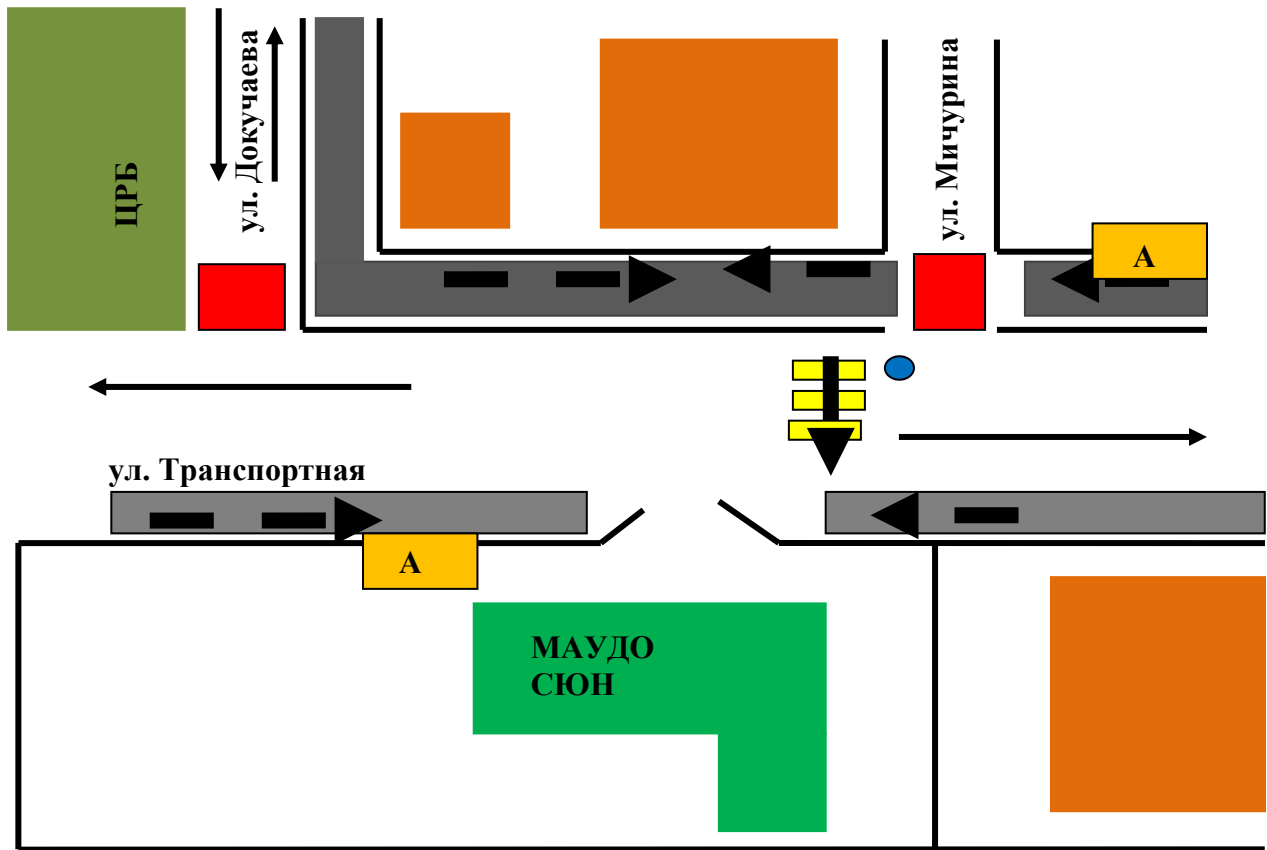 ЦРБ
ул. Докучаева
ул. Мичурина
А
ул. Транспортная
А
МАУДО
СЮН